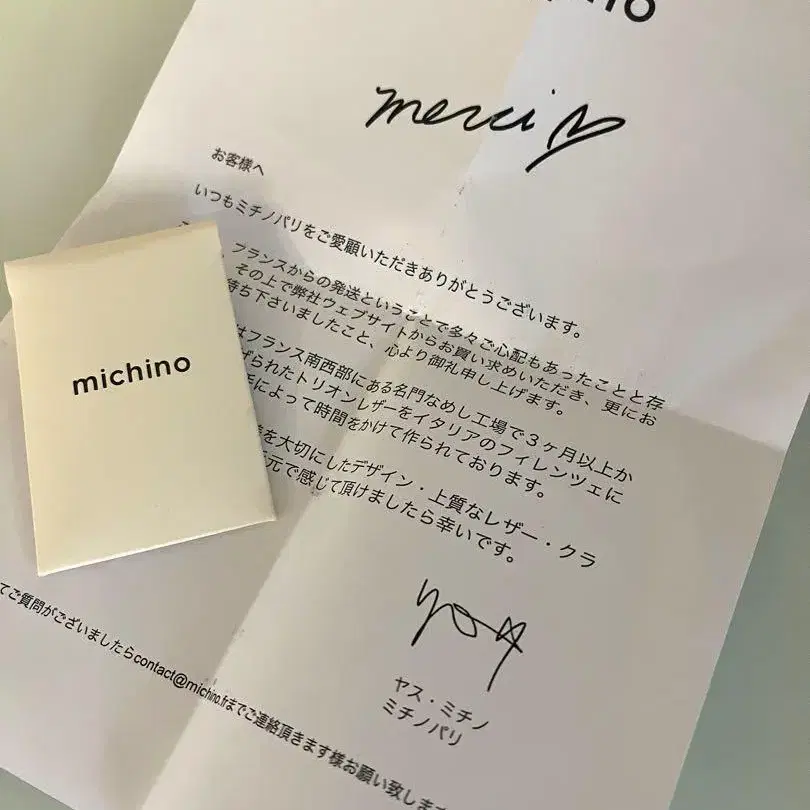 merci
お客様へ
いつもミチノパリをご愛顧いただきありがとうございます。
フランスからの発送ということで多々ご心配もあったことと存
その上で弊社ウェブサイトからお買い求めいただき、更にお
待ち下さいましたこと、心より御礼申し上げます。
はフランス南西部にある名門なめし工場で3ヶ月以上か
げられたトリオンレザーをイタリアのフィレンツェに
によって時間をかけて作られております。
を大切にしたデザイン・上質なレザー・クラ
元で感じて頂けましたら幸いです。
ヤス・ミチノ
ミチノパリ
てご質問がございましたらcontact@michino.frまでご連絡頂きます様お願い致します
michino